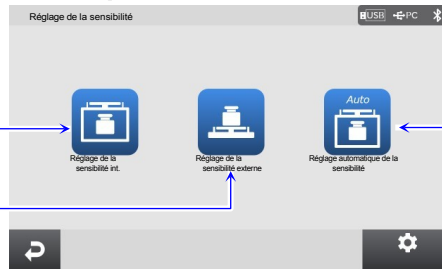 Réglage de la sensibilité
USB PC
Auto
Réglage de la
sensibilité int.
Réglage de la
sensibilité externe
Réglage automatique de la
sensibilité